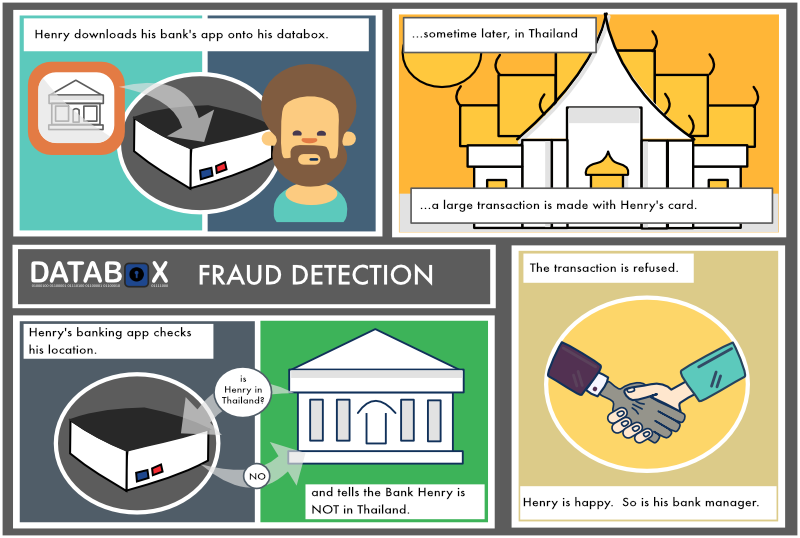 Henry downloads his bank's app onto his databox.
...sometime later, in Thailand
...a large transaction is made with Henry's card.
DATABOX
FRAUD DETECTION
Henry's banking app checks
his location.
is
Henry in
Thailand?
NO
and tells the Bank Henry is
NOT in Thailand.
The transaction is refused.
Henry is happy. So is his bank manager.